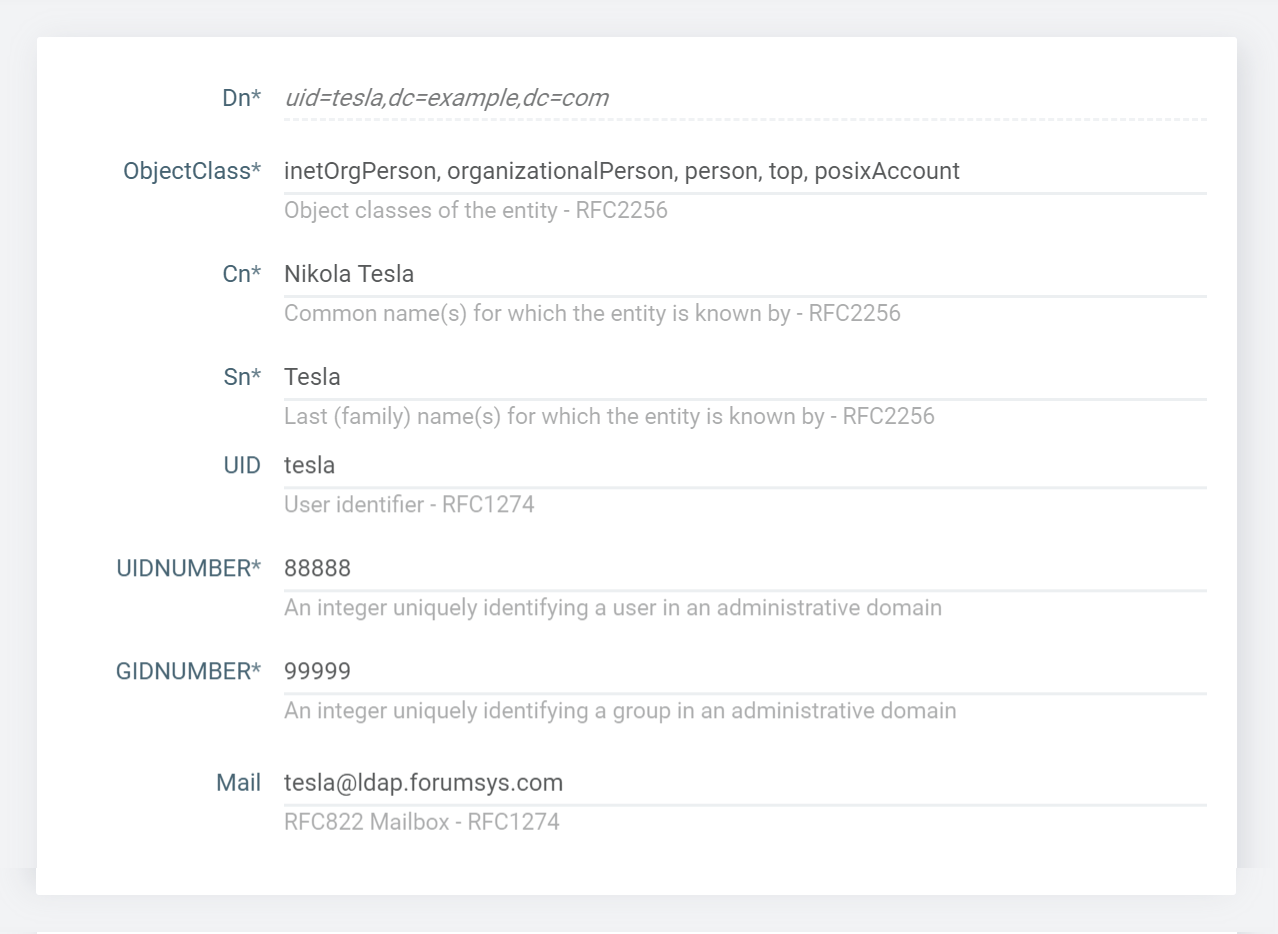 Dn* uid=tesla,dc=example,dc=com
ObjectClass* inetOrgPerson, organizationalPerson, person, top, posixAccount
Object classes of the entity - RFC2256
Cn* Nikola Tesla
Common name(s) for which the entity is known by - RFC2256
Sn* Tesla
Last (family) name(s) for which the entity is known by - RFC2256
UID tesla
User identifier - RFC1274
UIDNUMBER* 88888
An integer uniquely identifying a user in an administrative domain
GIDNUMBER* 99999
An integer uniquely identifying a group in an administrative domain
Mail tesla@ldap.forumsys.com
RFC822 Mailbox - RFC1274